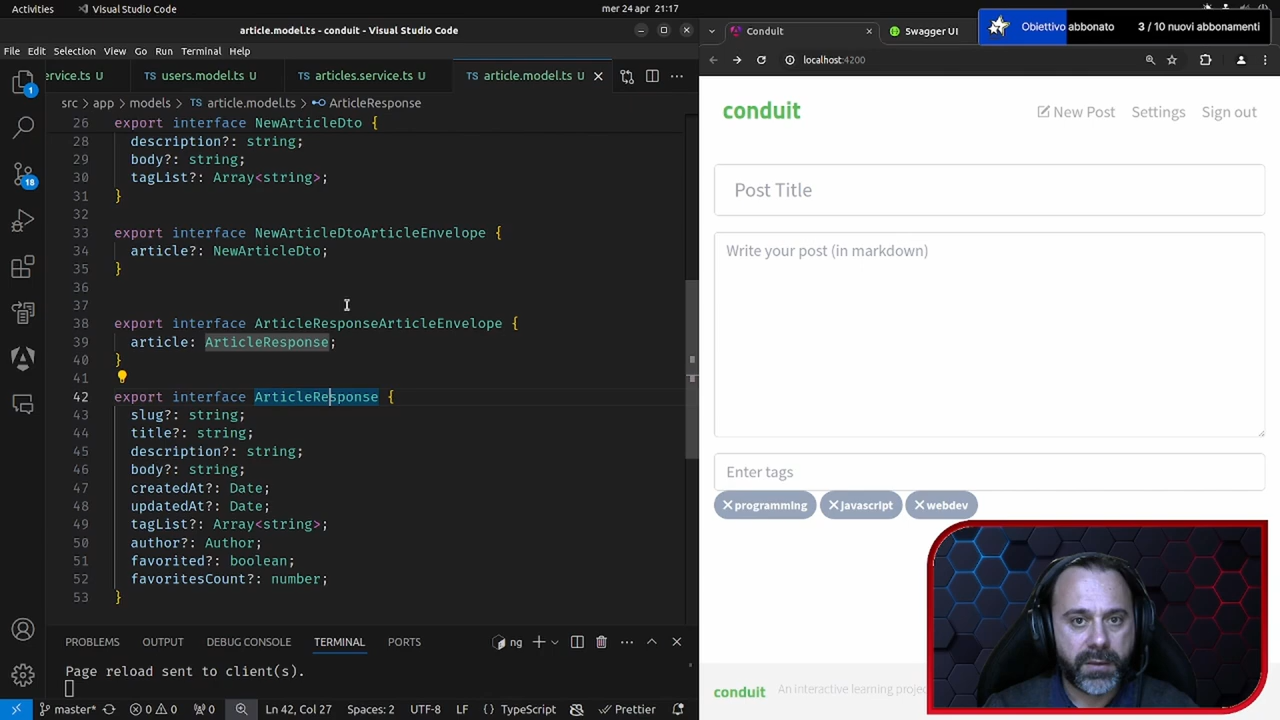 Activities
Visual Studio Code
mer 24 apr 21:17
article.model.ts - conduit - Visual Studio Code
File Edit Selection View Go Run Terminal Help
ervice.ts U
TS users.model.ts U
TS articles.service.ts U
TS article.model.ts U
src > app > models > TS article.model.ts > ArticleResponse
export interface NewArticleDto {
28 description?: string;
29 body?: string;
30 tagList?: Array<string>;
31 }
32
33 export interface NewArticleDtoArticleEnvelope {
34 article?: NewArticleDto;
35 }
36
37
38 export interface ArticleResponseArticleEnvelope {
39 article: ArticleResponse;
40 }
41
42 export interface ArticleResponse {
43 slug?: string;
44 title?: string;
45 description?: string;
46 body?: string;
47 createdAt?: Date;
48 updatedAt?: Date;
49 tagList?: Array<string>;
50 author?: Author;
51 favorited?: boolean;
52 favoritesCount?: number;
53 }
1
18
PROBLEMS OUTPUT DEBUG CONSOLE TERMINAL PORTS
ng
Page reload sent to client(s).
Ln 42, Col 27 Spaces: 2 UTF-8 LF {} TypeScript Prettier
Conduit
Swagger UI
Obiettivo abbonato 3 / 10 nuovi abbonamenti
localhost:4200
conduit
New Post Settings Sign out
Post Title
Write your post (in markdown)
Enter tags
programming javascript webdev
conduit An interactive learning projec